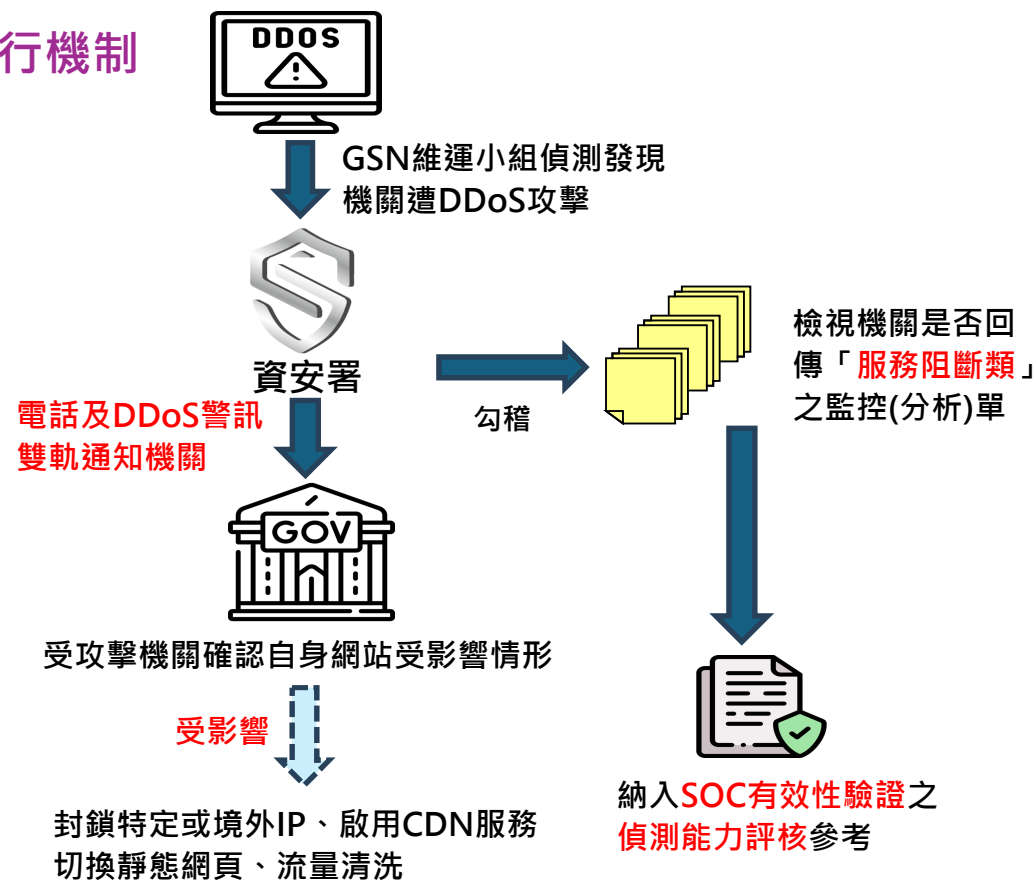 行機制
DDOS
GSN維運小組偵測發現
機關遭DDoS攻擊
資安署
電話及DDoS警訊
雙軌通知機關
勾稽
檢視機關是否回
傳「服務阻斷類」
之監控(分析)單
GOV
受攻擊機關確認自身網站受影響情形
受影響
封鎖特定或境外IP、啟用CDN服務
切換靜態網頁、流量清洗
納入SOC有效性驗證之
偵測能力評核參考